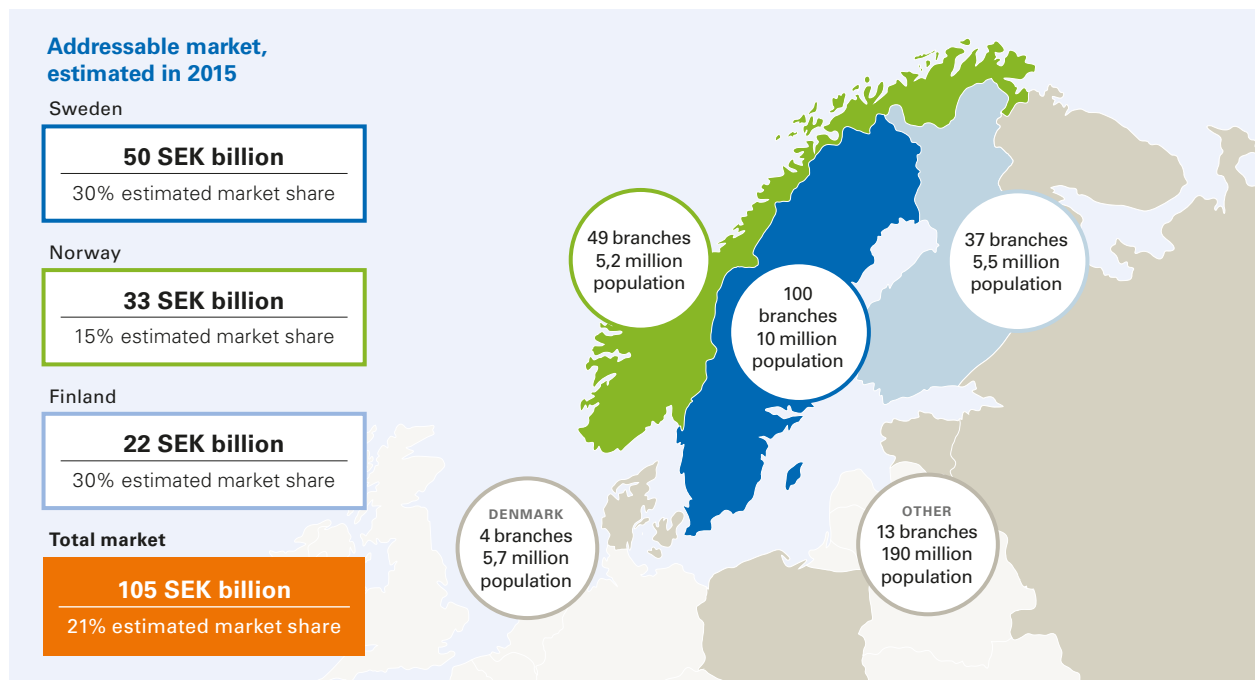 Addressable market,
estimated in 2015
Sweden
50 SEK billion
30% estimated market share
Norway
33 SEK billion
15% estimated market share
Finland
22 SEK billion
30% estimated market share
Total market
105 SEK billion
21% estimated market share
49 branches
5,2 million
population
100
branches
10 million
population
37 branches
5,5 million
population
DENMARK
4 branches
5,7 million
population
OTHER
13 branches
190 million
population